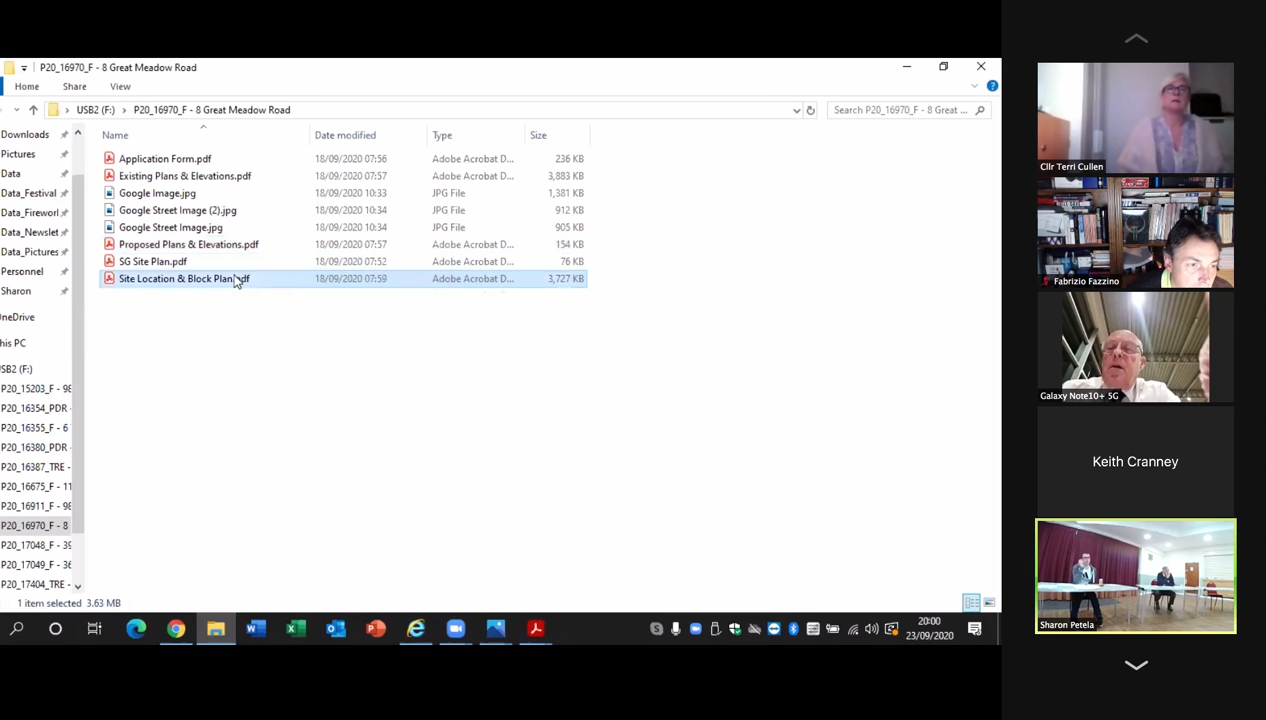 P20_16970_F - 8 Great Meadow Road
Home Share View
USB2 (F:) P20_16970_F - 8 Great Meadow Road Search P20_16970_F - 8 Great ...
Name Date modified Type Size
Application Form.pdf 18/09/2020 07:56 Adobe Acrobat D... 236 KB
Existing Plans & Elevations.pdf 18/09/2020 07:57 Adobe Acrobat D... 3,883 KB
Google Image.jpg 18/09/2020 10:33 JPG File 1,381 KB
Google Street Image (2).jpg 18/09/2020 10:34 JPG File 912 KB
Google Street Image.jpg 18/09/2020 10:34 JPG File 905 KB
Proposed Plans & Elevations.pdf 18/09/2020 07:57 Adobe Acrobat D... 154 KB
SG Site Plan.pdf 18/09/2020 07:52 Adobe Acrobat D... 76 KB
Site Location & Block Plan.pdf 18/09/2020 07:59 Adobe Acrobat D... 3,727 KB
Downloads
Pictures
Data
Data_Festival
Data_Firewor
Data_Newslet
Data_Pictures
Personnel
Sharon
OneDrive
This PC
USB2 (F:)
P20_15203_F - 98
P20_16354_PDR
P20_16355_F - 6
P20_16380_PDR
P20_16387_TRE -
P20_16675_F - 11
P20_16911_F - 98
P20_16970_F - 8
P20_17048_F - 39
P20_17049_F - 36
P20_17404_TRE -
1 item selected 3.63 MB
20:00
23/09/2020
Cllr Terri Cullen
Fabrizio Fazzino
Galaxy Note10+ 5G
Keith Cranney
Sharon Petela